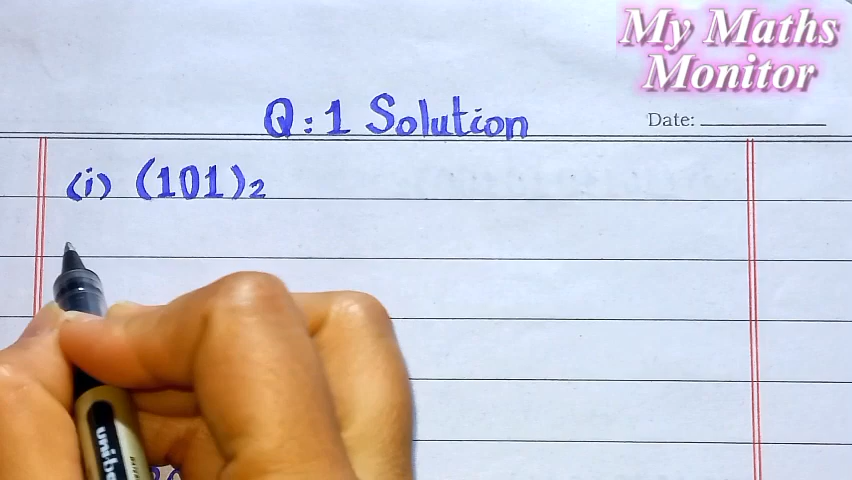 My Maths
Monitor
Q:1 Solution
Date:
(i) (101)₂